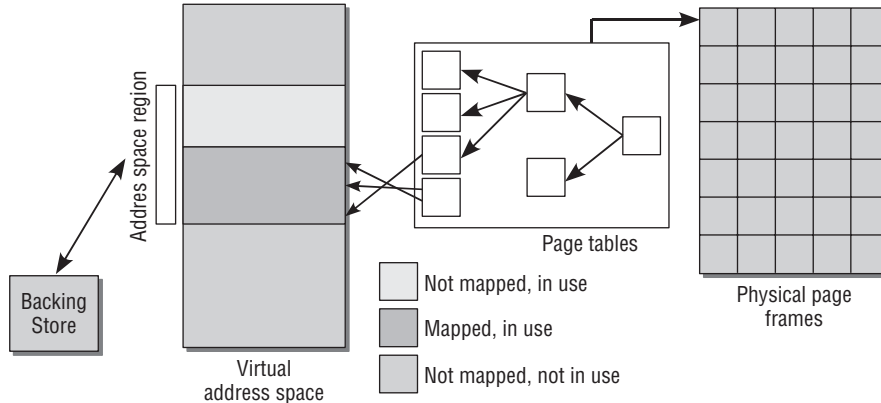 Address space region
Backing
Store
Virtual
address space
Page tables
Not mapped, in use
Mapped, in use
Not mapped, not in use
Physical page
frames